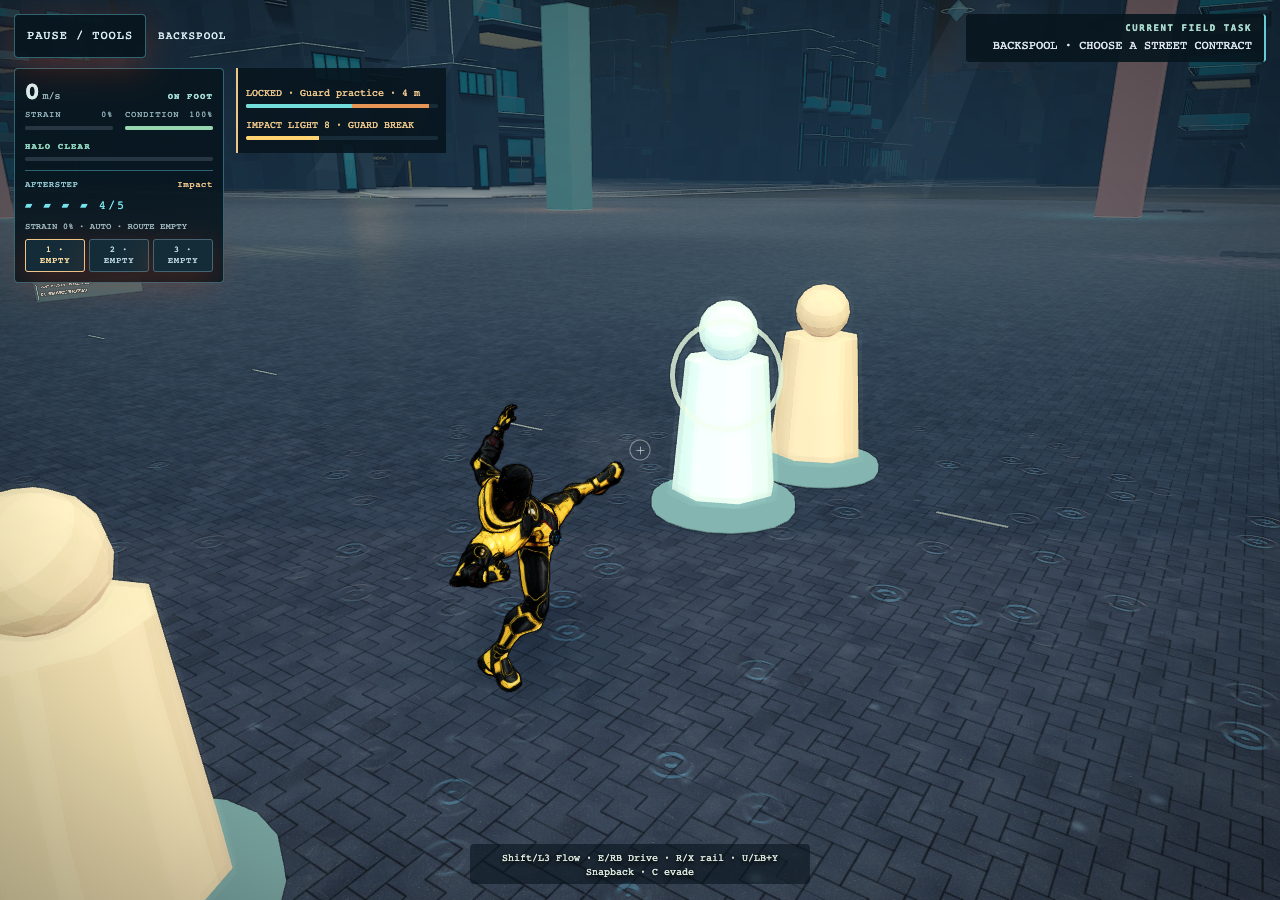 PAUSE / TOOLS
BACKSPOOL
CURRENT FIELD TASK
BACKSPOOL · CHOOSE A STREET CONTRACT
0 m/s
ON FOOT
STRAIN 0%
CONDITION 100%
HALO CLEAR
AFTERSTEP
Impact
4/5
STRAIN 0% · AUTO · ROUTE EMPTY
1 · EMPTY
2 · EMPTY
3 · EMPTY
LOCKED · Guard practice · 4 m
IMPACT LIGHT 8 · GUARD BREAK
Shift/L3 Flow · E/RB Drive · R/X rail · U/LB+Y
Snapback · C evade